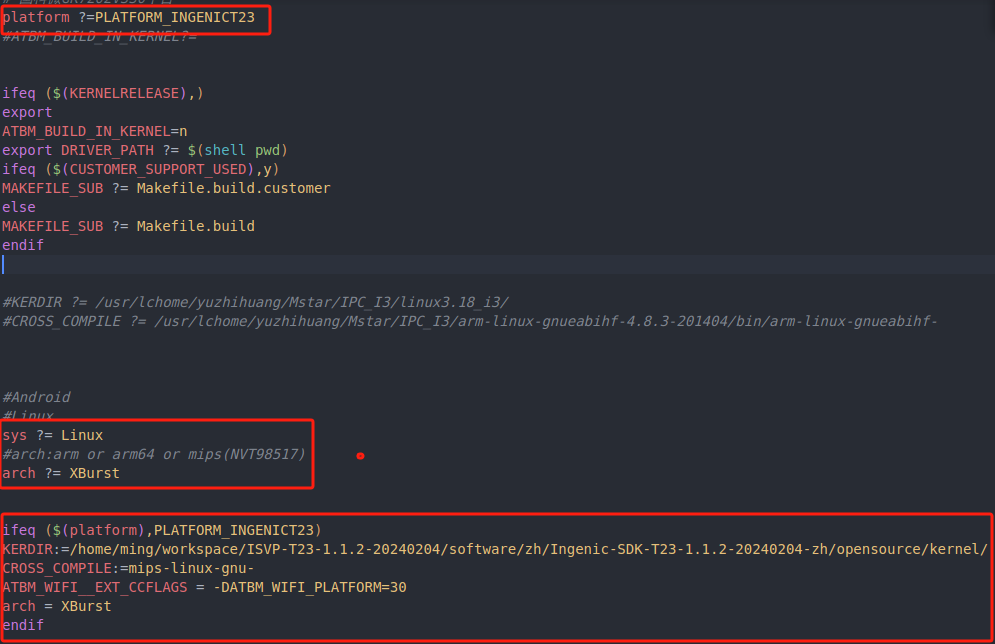 platform ?=PLATFORM_INGENICT23
#ATBM_BUILD_IN_KERNEL?=
ifeq ($(KERNELRELEASE),)
export
ATBM_BUILD_IN_KERNEL=n
export DRIVER_PATH ?= $(shell pwd)
ifeq ($(CUSTOMER_SUPPORT_USED),y)
MAKEFILE_SUB ?= Makefile.build.customer
else
MAKEFILE_SUB ?= Makefile.build
endif
#KERDIR ?= /usr/lchome/yuzhihuang/Mstar/IPC_I3/linux3.18_i3/
#CROSS_COMPILE ?= /usr/lchome/yuzhihuang/Mstar/IPC_I3/arm-linux-gnueabihf-4.8.3-201404/bin/arm-linux-gnueabihf-
#Android
#Linux
sys ?= Linux
#arch:arm or arm64 or mips(NVT98517)
arch ?= XBurst
ifeq ($(platform),PLATFORM_INGENICT23)
KERDIR:=/home/ming/workspace/ISVP-T23-1.1.2-20240204/software/zh/Ingenic-SDK-T23-1.1.2-20240204-zh/opensource/kernel/
CROSS_COMPILE:=mips-linux-gnu-
ATBM_WIFI__EXT_CCFLAGS = -DATBM_WIFI_PLATFORM=30
arch = XBurst
endif